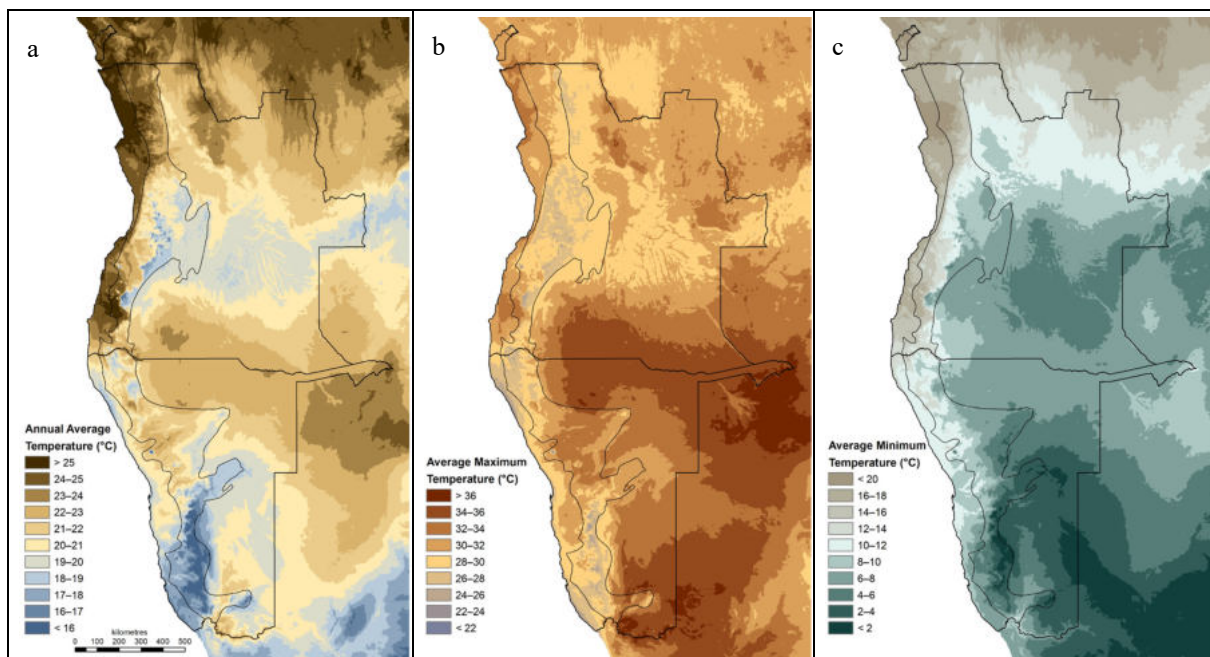 a
Annual Average
Temperature (°C)
> 25
24–25
23–24
22–23
21–22
20–21
19–20
18–19
17–18
16–17
< 16
kilometres
0 100 200 300 400 500
b
Average Maximum
Temperature (°C)
> 36
34–36
32–34
30–32
28–30
26–28
24–26
22–24
< 22
c
Average Minimum
Temperature (°C)
< 20
16–18
14–16
12–14
10–12
8–10
6–8
4–6
2–4
< 2